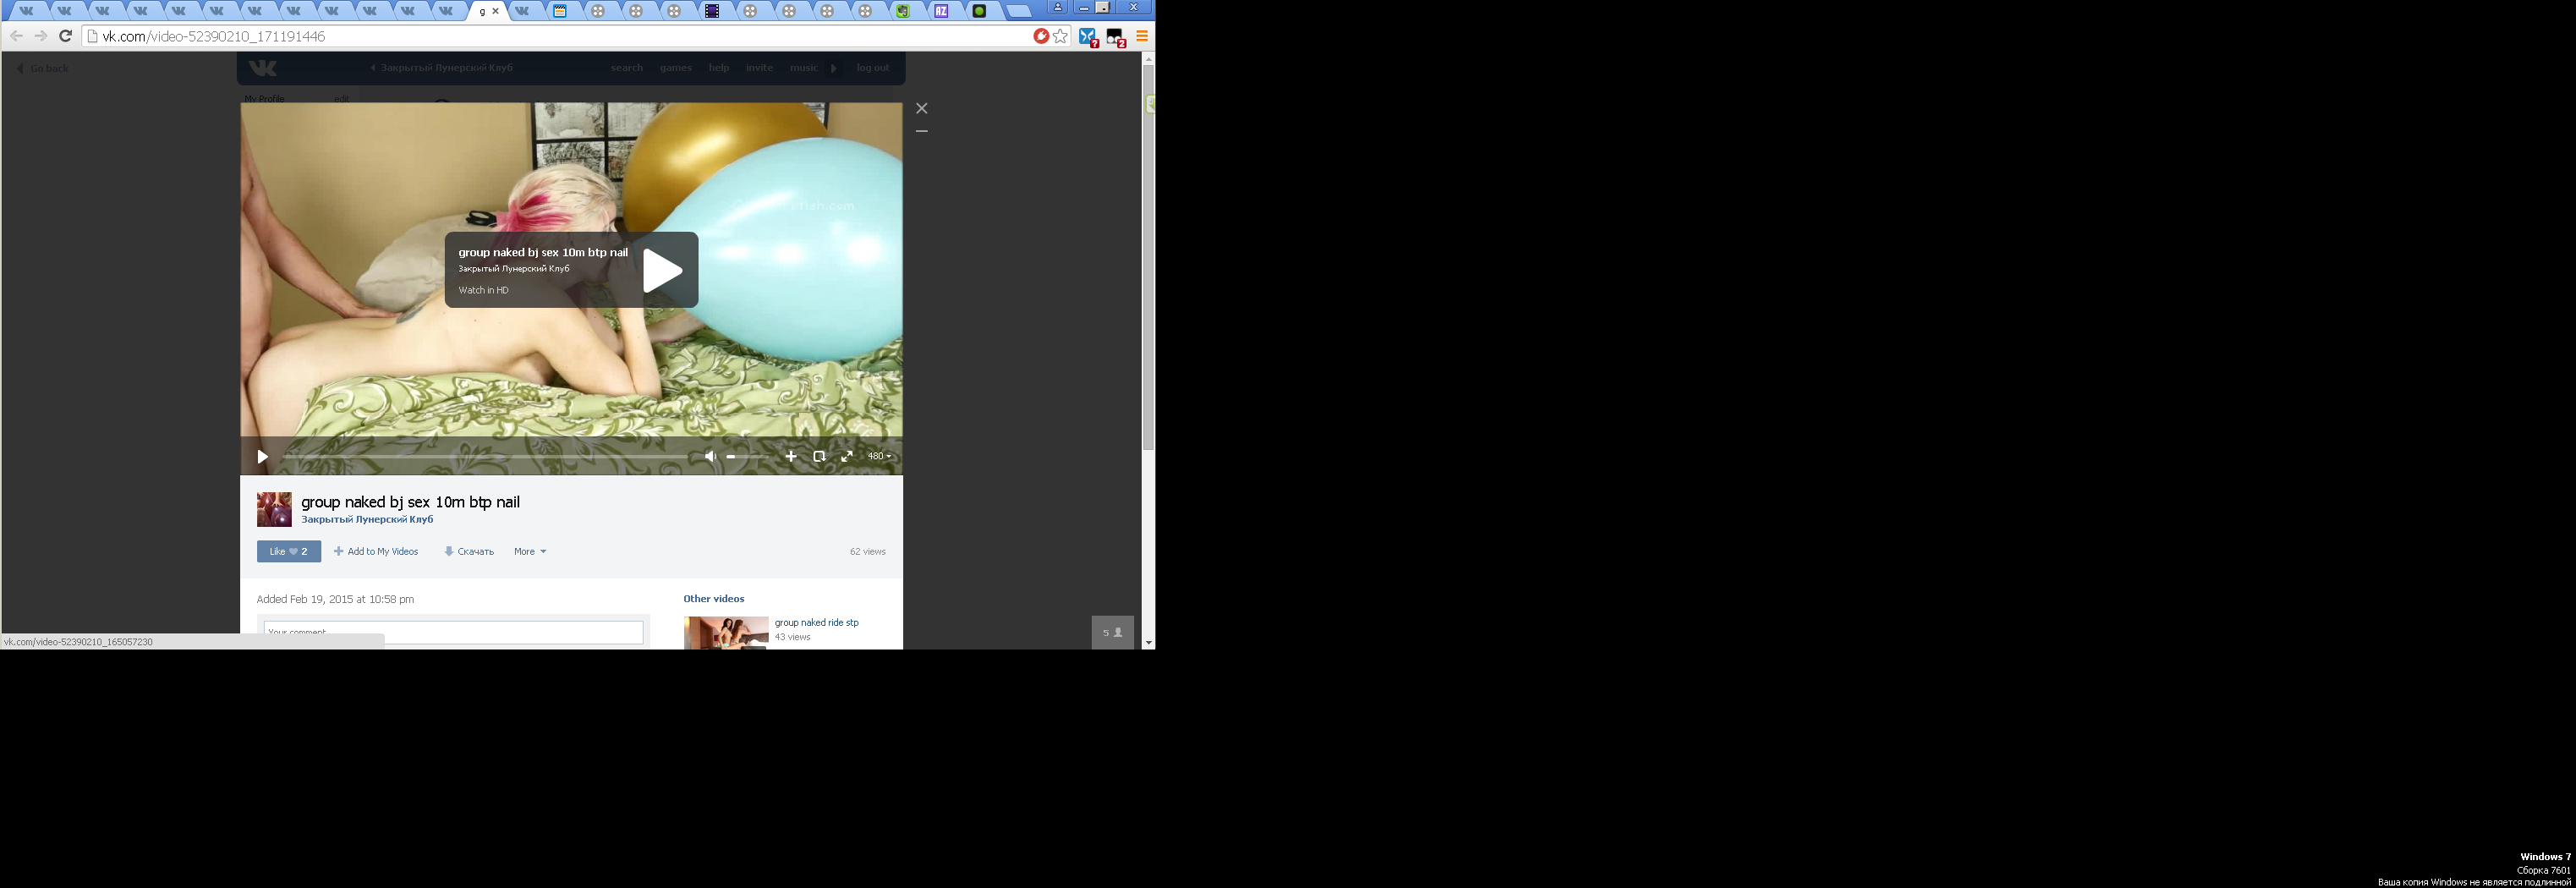 g
vk.com/video-52390210_171191446
Go back
Закрытый Лунерский Клуб
search
games
help
invite
music
log out
My Profile
edit
group naked bj sex 10m btp nail
Закрытый Лунерский Клуб
Watch in HD
480
group naked bj sex 10m btp nail
Закрытый Лунерский Клуб
Like 2
Add to My Videos
Скачать
More
62 views
Added Feb 19, 2015 at 10:58 pm
Other videos
Your comment
group naked ride stp
43 views
5
vk.com/video-52390210_165057230
Windows 7
Сборка 7601
Ваша копия Windows не является подлинной